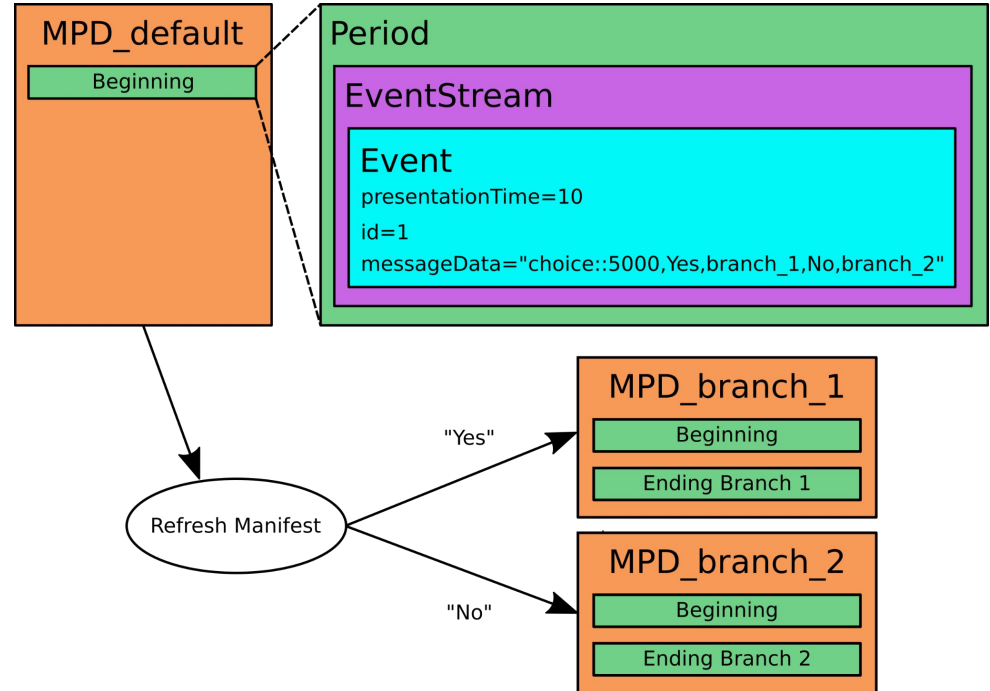 MPD_default
Beginning
Period
EventStream
Event
presentationTime=10
id=1
messageData="choice::5000,Yes,branch_1,No,branch_2"
Refresh Manifest
"Yes"
"No"
MPD_branch_1
Beginning
Ending Branch 1
MPD_branch_2
Beginning
Ending Branch 2